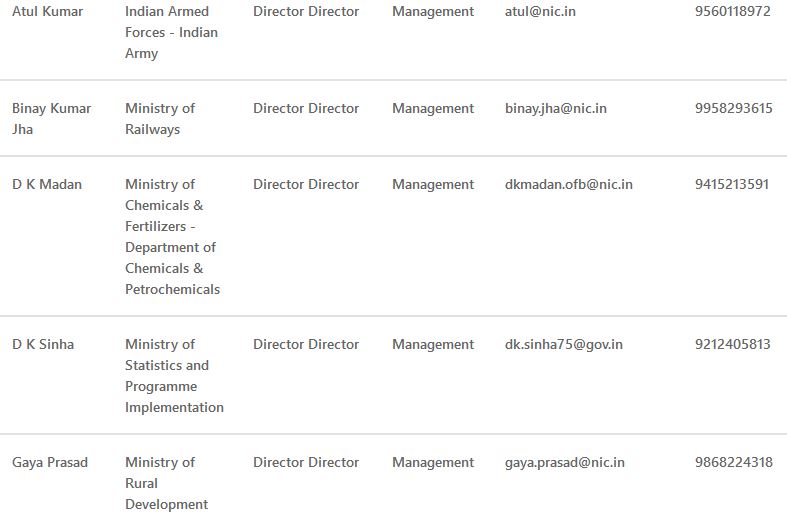 Atul Kumar Indian Armed Director Director Management atul@nic.in 9560118972
Forces - Indian
Army
Binay Kumar Ministry of Director Director Management binay.jha@nic.in 9958293615
Jha Railways
D K Madan Ministry of Director Director Management dkmadan.ofb@nic.in 9415213591
Chemicals &
Fertilizers -
Department of
Chemicals &
Petrochemicals
D K Sinha Ministry of Director Director Management dk.sinha75@gov.in 9212405813
Statistics and
Programme
Implementation
Gaya Prasad Ministry of Director Director Management gaya.prasad@nic.in 9868224318
Rural
Development